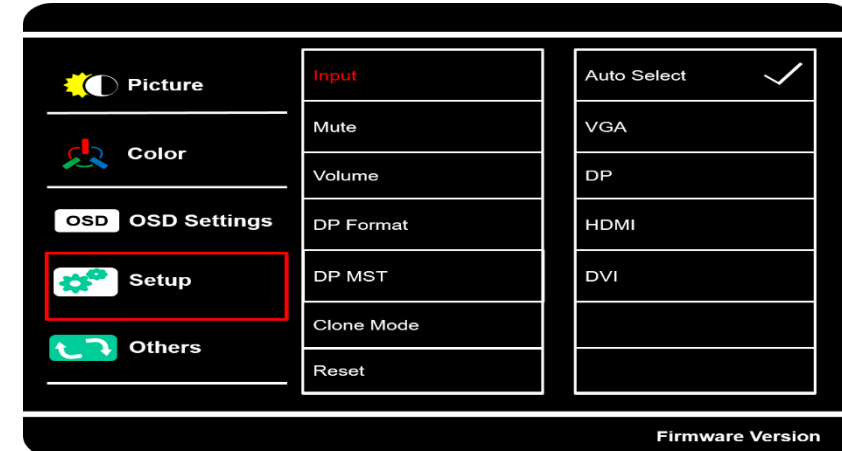 Picture
Color
OSD OSD Settings
Setup
Others
Input
Mute
Volume
DP Format
DP MST
Clone Mode
Reset
Auto Select
VGA
DP
HDMI
DVI
Firmware Version